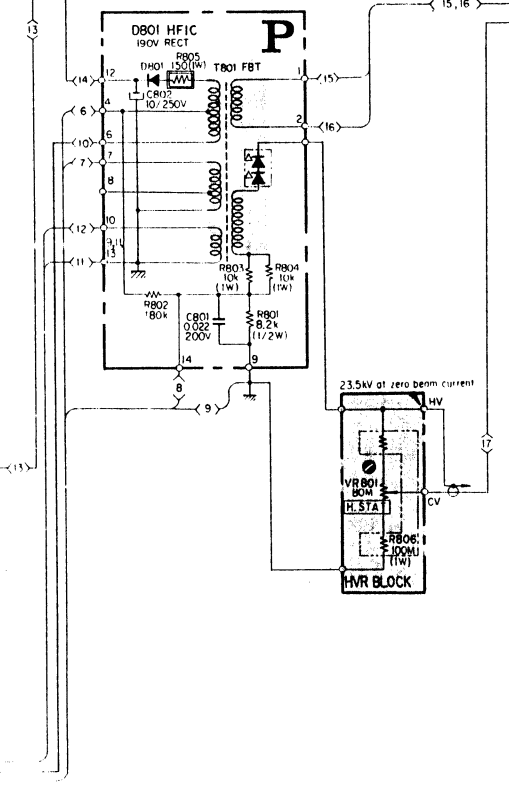 15,16
13
D801 HFIC
190V RECT
P
R805
D801 150(1W) T801 FBT
14 12
C802
10/250V
1 15
6 4
2 16
10 6
7 7
8
12 10
9,11
11 13
R803
10k
(1W)
R804
10k
(1W)
R802
180k
C801
0.022
200V
R801
8.2k
(1/2W)
14
9
8
9
23.5kV at zero beam current
HV
17
13
VR801
80M
H.STA
CV
R806
100M
(1W)
HVR BLOCK